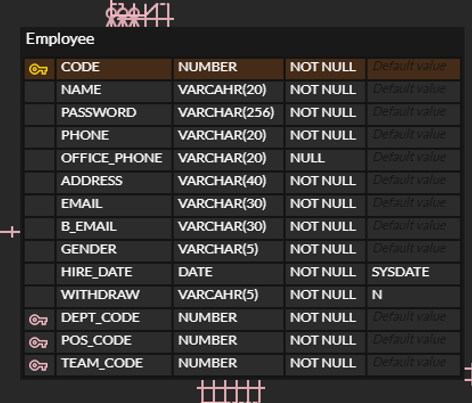 Employee
CODE NUMBER NOT NULL Default value
NAME VARCAHR(20) NOT NULL Default value
PASSWORD VARCHAR(256) NOT NULL Default value
PHONE VARCHAR(20) NOT NULL Default value
OFFICE_PHONE VARCHAR(20) NULL Default value
ADDRESS VARCHAR(40) NOT NULL Default value
EMAIL VARCHAR(30) NOT NULL Default value
B_EMAIL VARCHAR(30) NOT NULL Default value
GENDER VARCHAR(5) NOT NULL Default value
HIRE_DATE DATE NOT NULL SYSDATE
WITHDRAW VARCAHR(5) NOT NULL N
DEPT_CODE NUMBER NOT NULL Default value
POS_CODE NUMBER NOT NULL Default value
TEAM_CODE NUMBER NOT NULL Default value